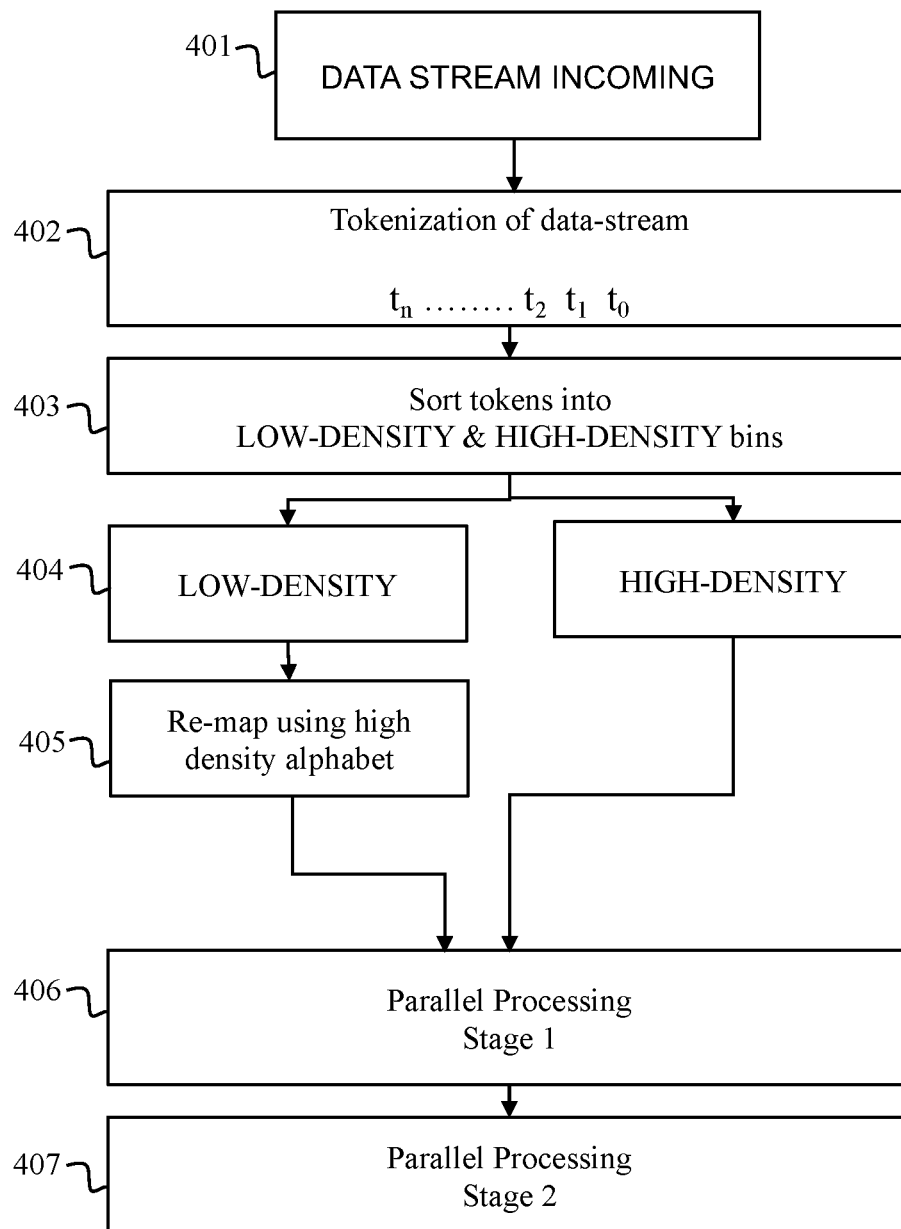 401
DATA STREAM INCOMING
402
Tokenization of data-stream
tn ........ t2 t1 t0
403
Sort tokens into
LOW-DENSITY & HIGH-DENSITY bins
404
LOW-DENSITY
HIGH-DENSITY
405
Re-map using high
density alphabet
406
Parallel Processing
Stage 1
407
Parallel Processing
Stage 2